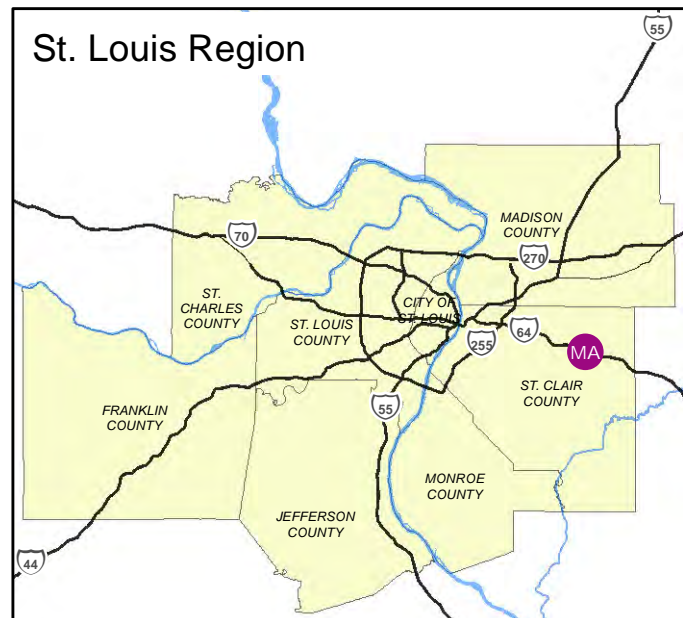 St. Louis Region
55
MADISON
COUNTY
70
270
ST.
CHARLES
COUNTY
CITY OF
ST. LOUIS
ST. LOUIS
COUNTY
64
255
MA
ST. CLAIR
COUNTY
FRANKLIN
COUNTY
55
MONROE
COUNTY
JEFFERSON
COUNTY
44